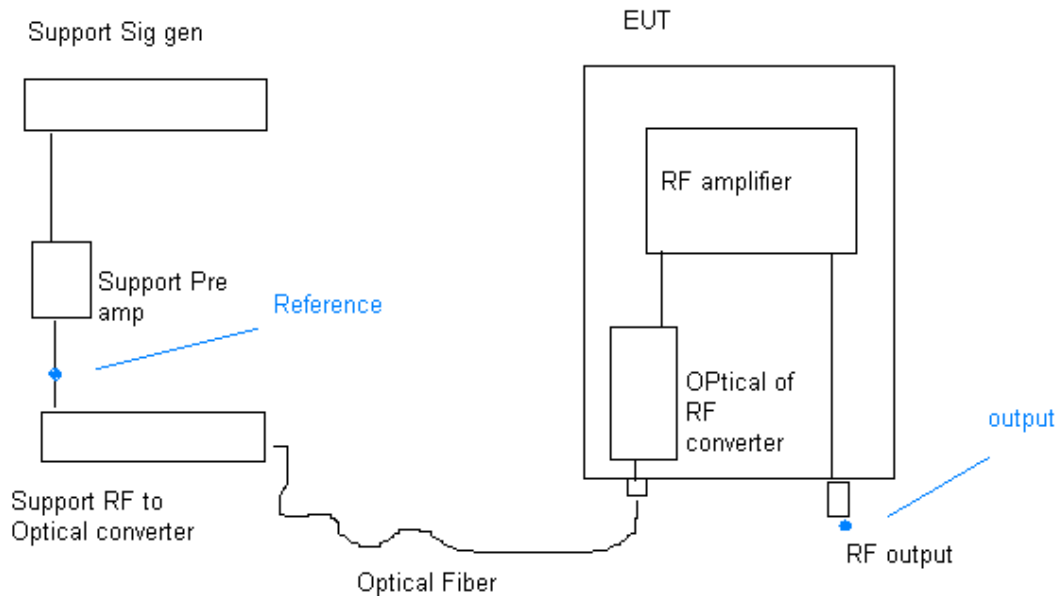 Support Sig gen
EUT
RF amplifier
Support Pre
amp
Reference
OPtical of
RF
converter
output
Support RF to
Optical converter
RF output
Optical Fiber